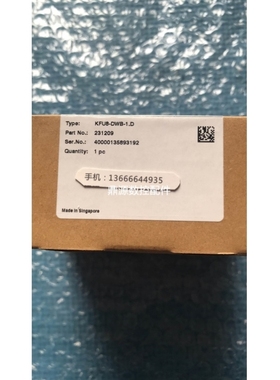 Type: KFU8-DWB-1.D
Part No.: 231209
Ser.No.: 40000135893192
Quantity: 1 pc
手机：13666644935
Made in Singapore